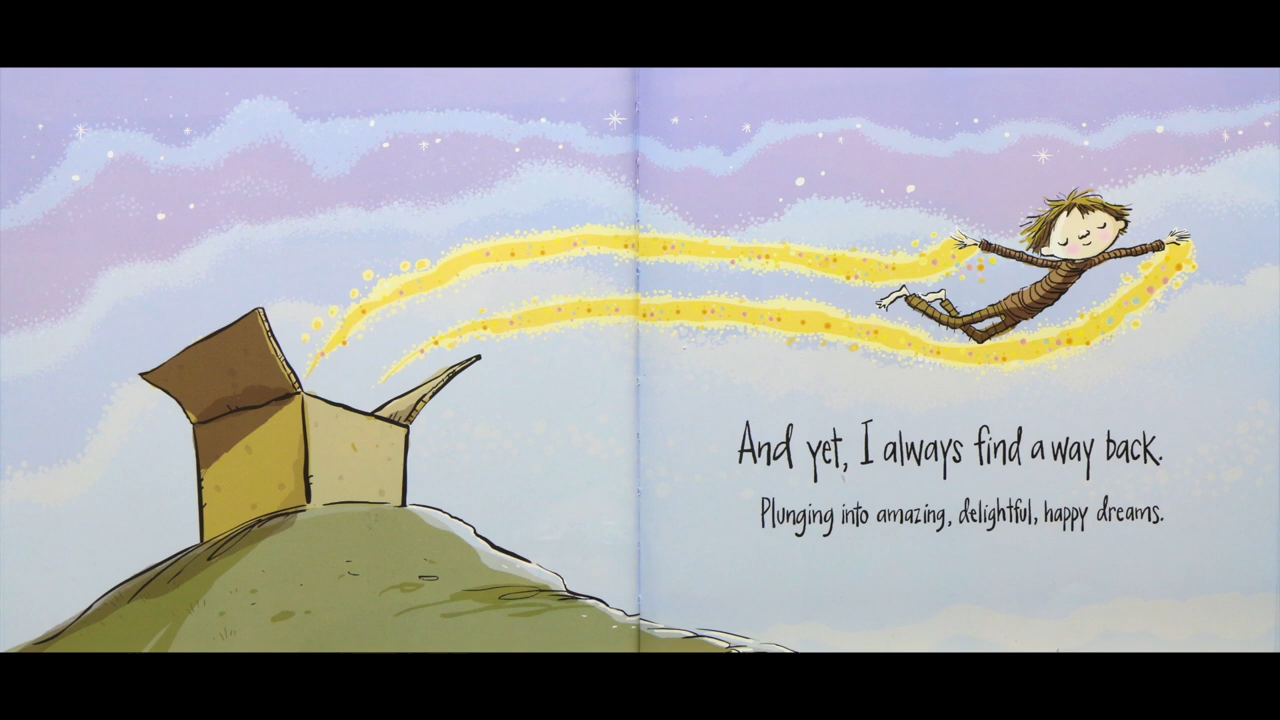 And yet, I always find a way back.
Plunging into amazing, delightful, happy dreams.